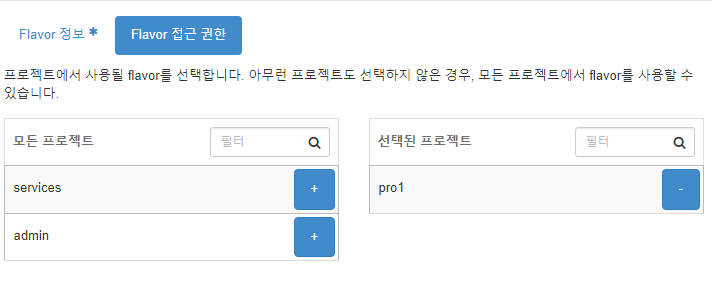 Flavor 정보 * Flavor 접근 권한
프로젝트에서 사용될 flavor를 선택합니다. 아무런 프로젝트도 선택하지 않은 경우, 모든 프로젝트에서 flavor를 사용할 수
있습니다.
모든 프로젝트 필터
services +
admin +
선택된 프로젝트 필터
pro1 -